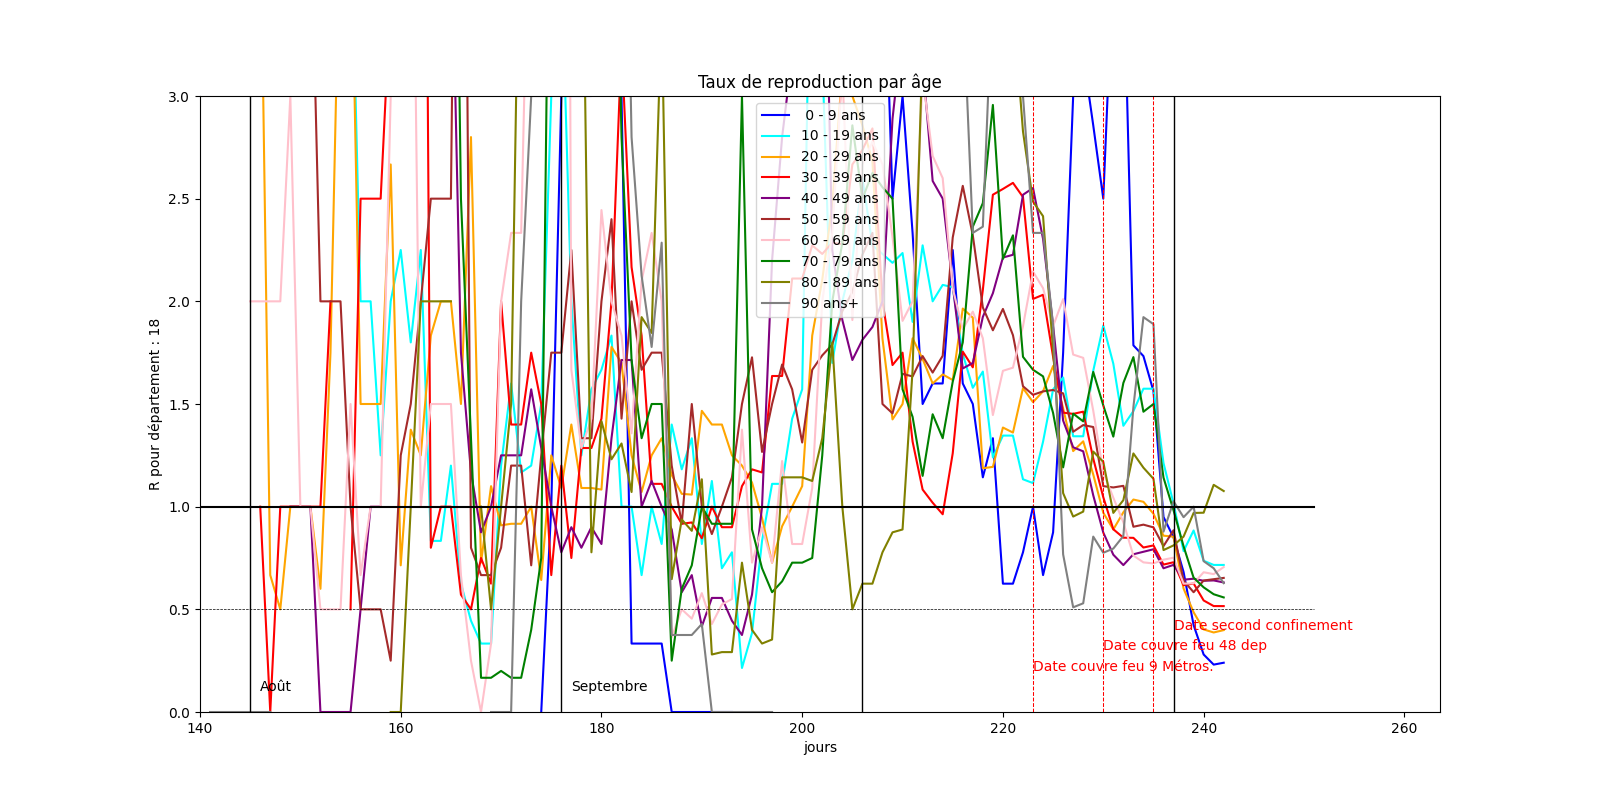 Taux de reproduction par âge
R pour département : 18
3.0
2.5
2.0
1.5
1.0
0.5
0.0
0 - 9 ans
10 - 19 ans
20 - 29 ans
30 - 39 ans
40 - 49 ans
50 - 59 ans
60 - 69 ans
70 - 79 ans
80 - 89 ans
90 ans+
Date second confinement
Date couvre feu 48 dep
Date couvre feu 9 Métros.
Août
Septembre
140
160
180
200
220
240
260
jours